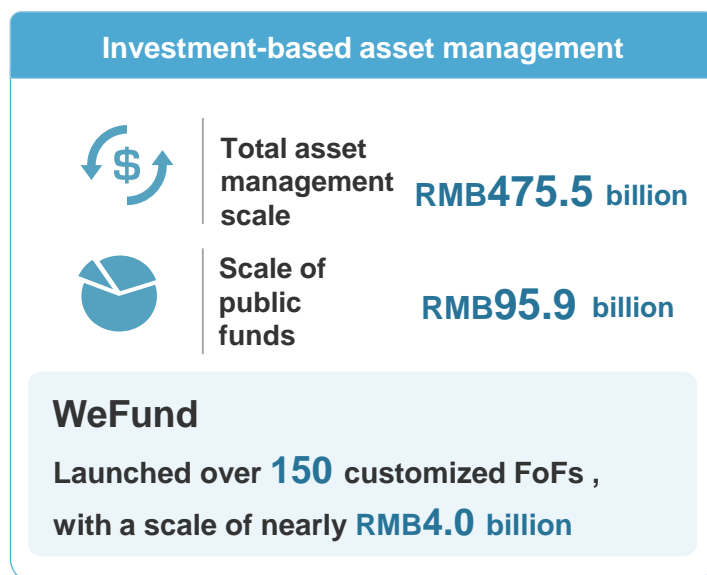 Investment-based asset management
$
Total asset
management
scale
RMB475.5 billion
Scale of
public
funds
RMB95.9 billion
WeFund
Launched over 150 customized FoFs ,
with a scale of nearly RMB4.0 billion